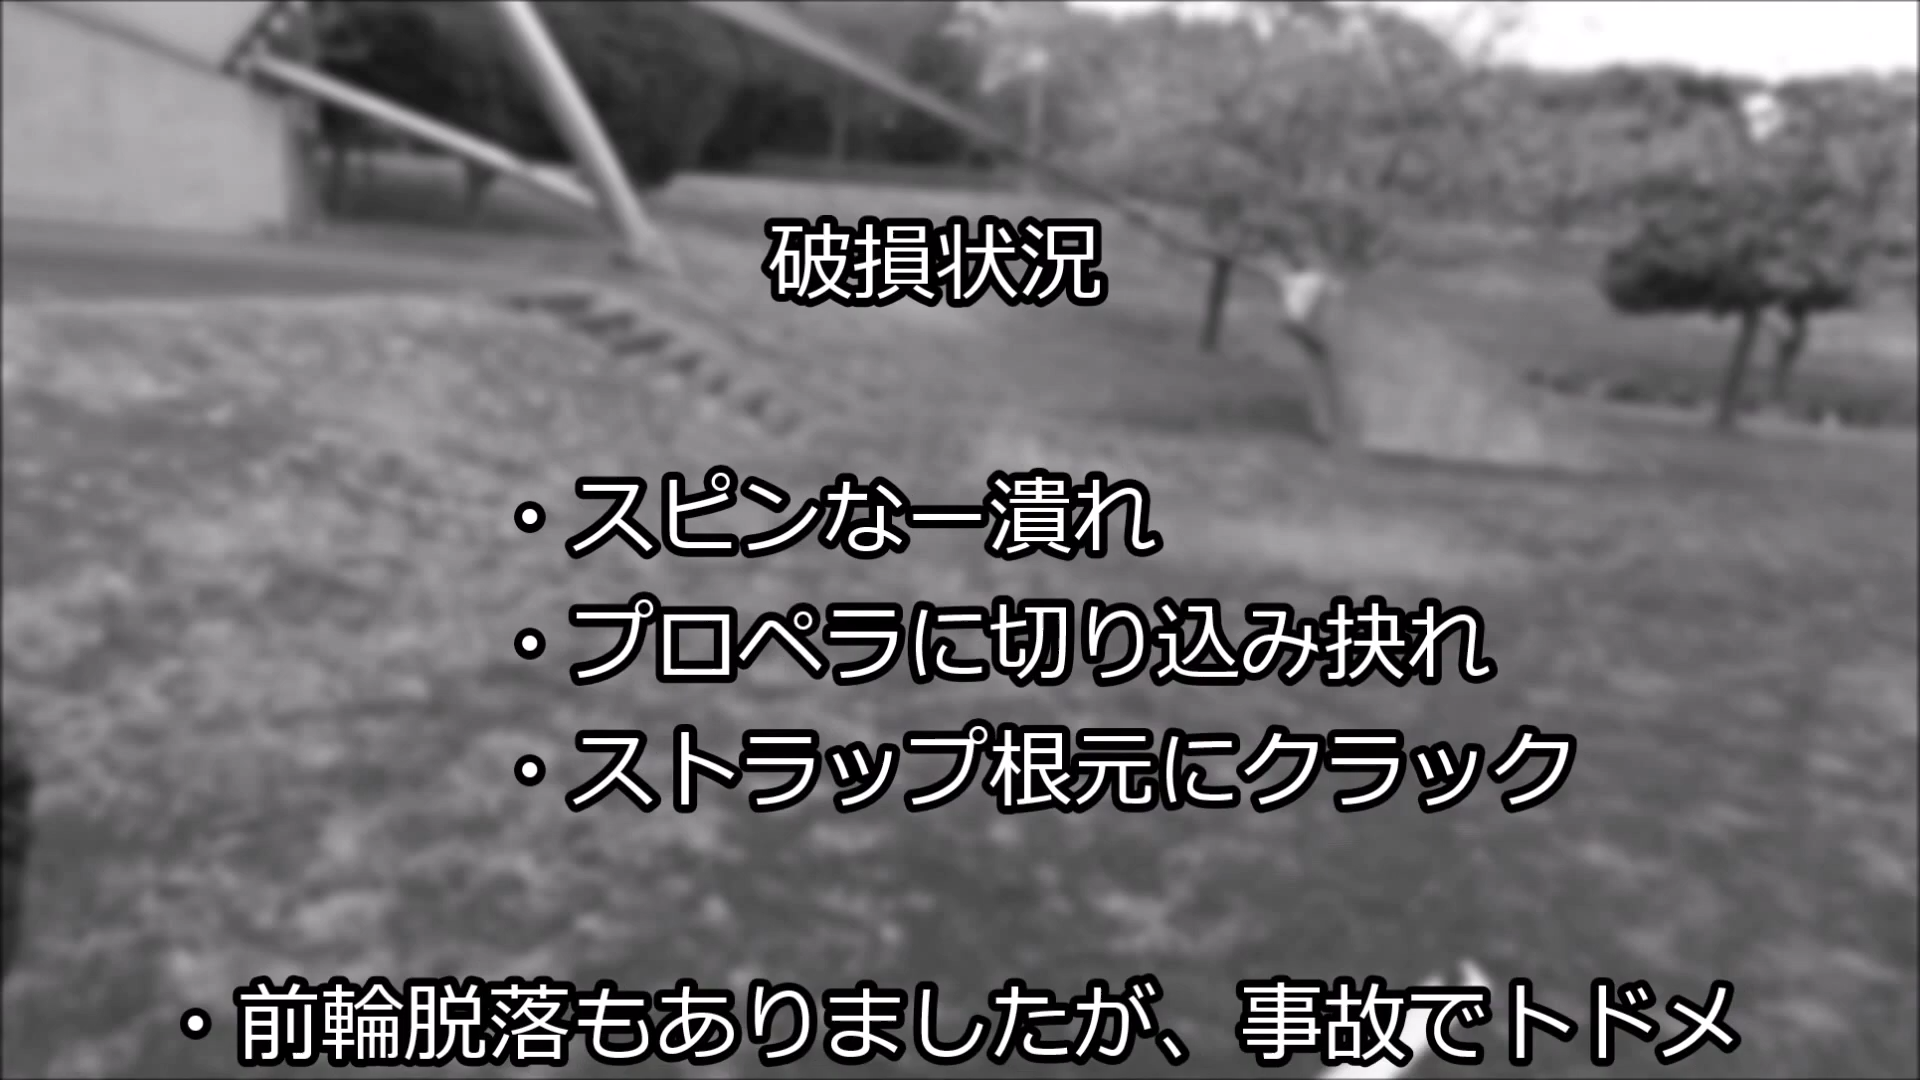 破損状況
・スピンなー潰れ
・プロペラに切り込み抉れ
・ストラップ根元にクラック
・前輪脱落もありましたが、事故でトドメ